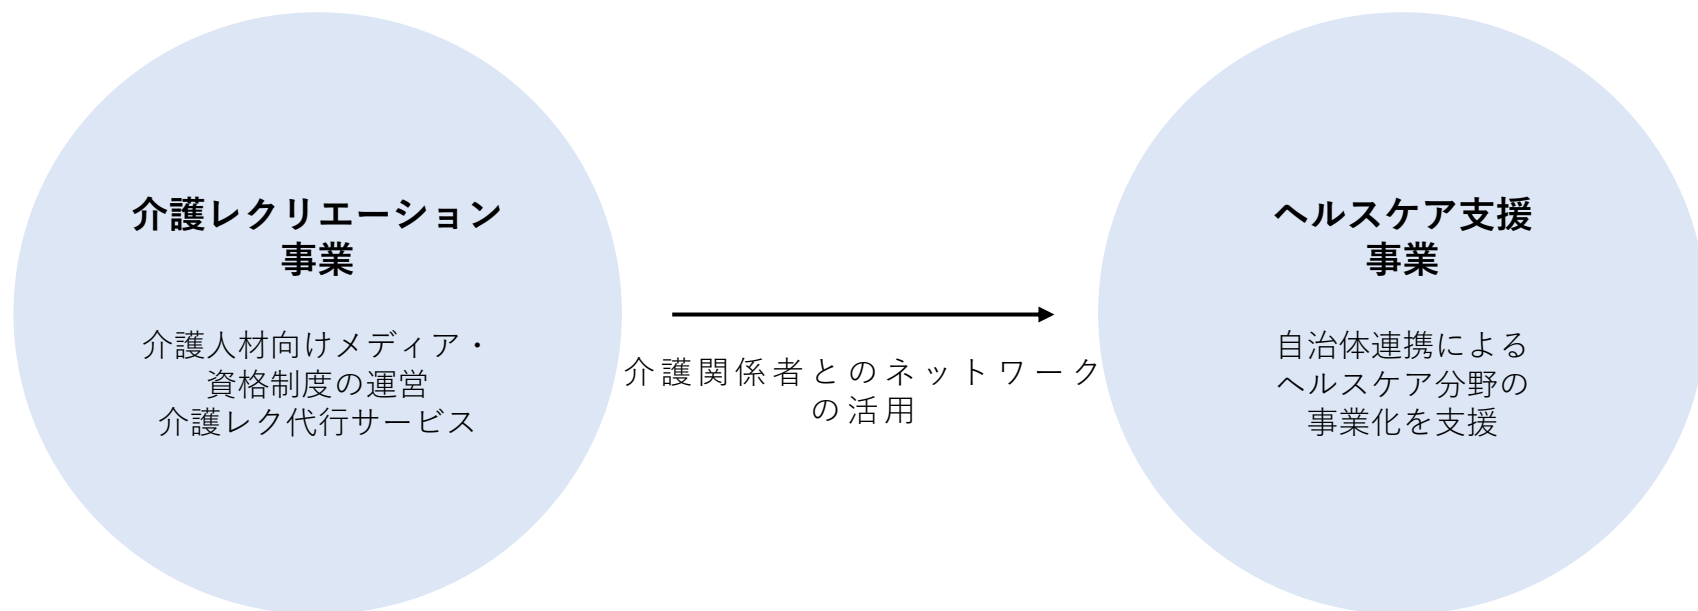 介護レクリエーション
事業
介護人材向けメディア・
資格制度の運営
介護レク代行サービス
介護関係者とのネットワーク
の活用
ヘルスケア支援
事業
自治体連携による
ヘルスケア分野の
事業化を支援